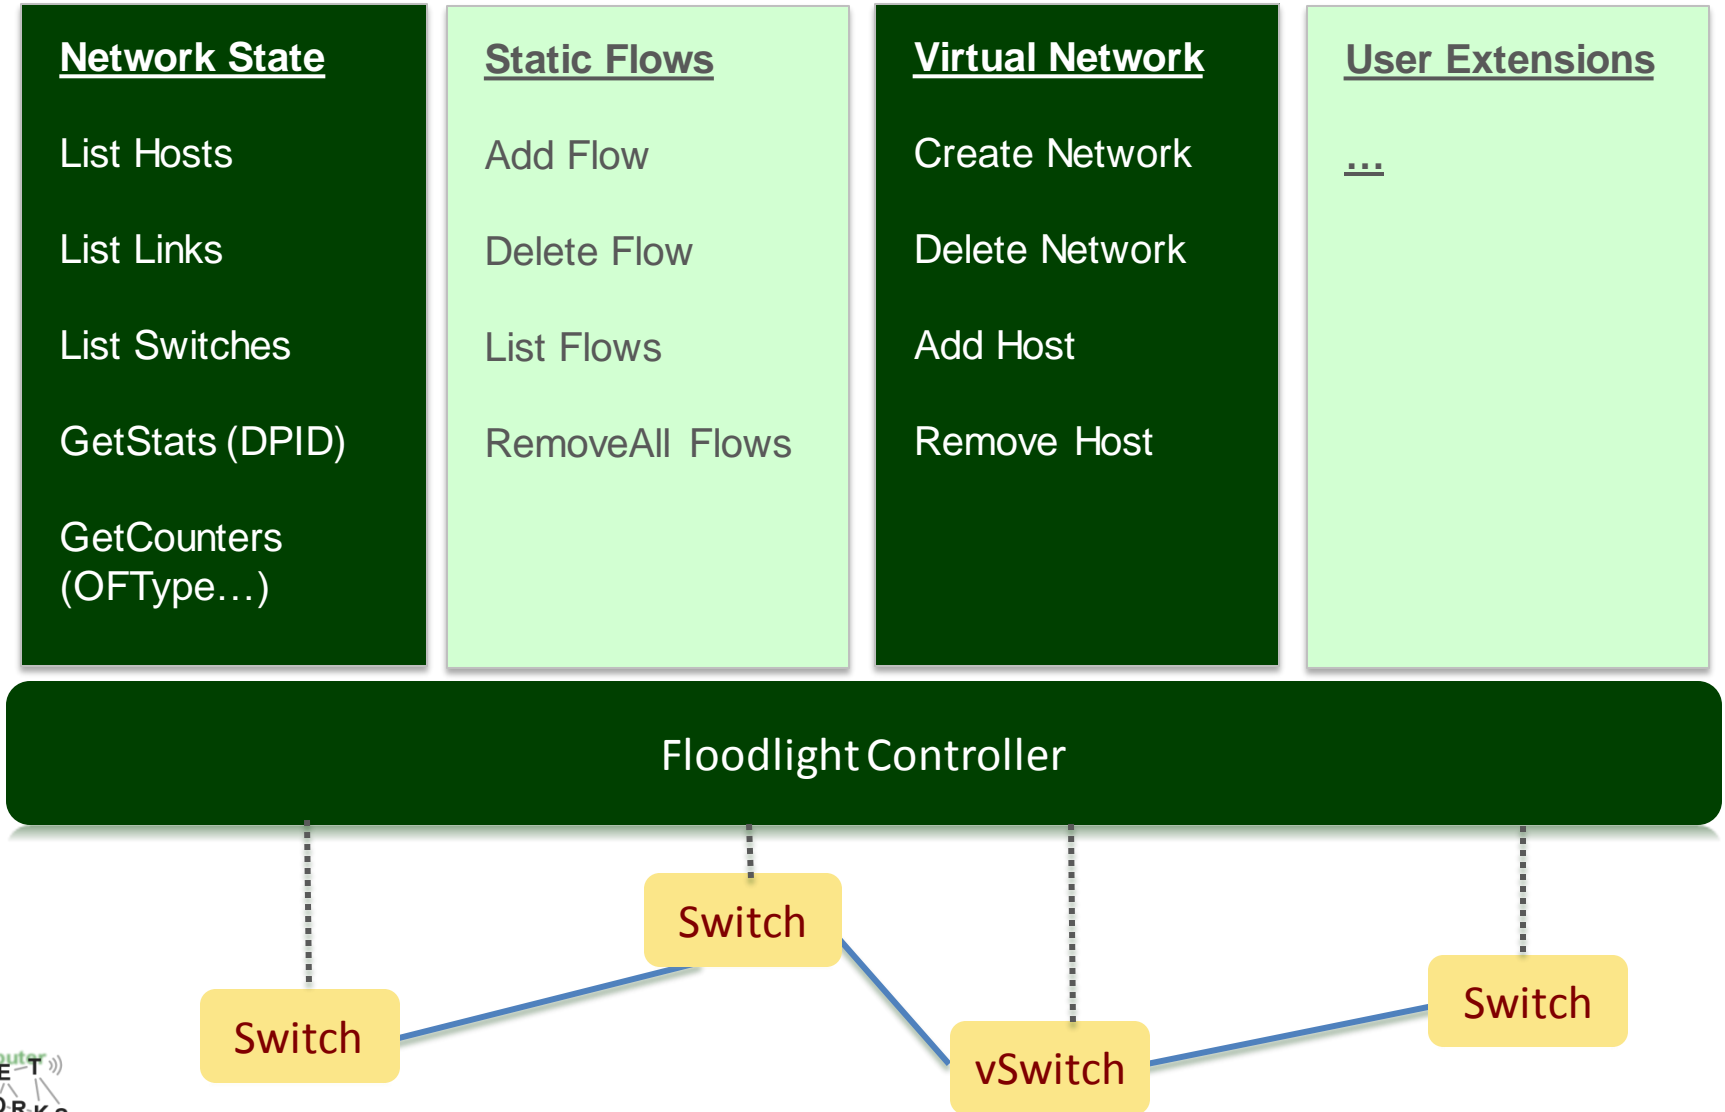 Network State
List Hosts
List Links
List Switches
GetStats (DPID)
GetCounters
(OFType…)
Static Flows
Add Flow
Delete Flow
List Flows
RemoveAll Flows
Virtual Network
Create Network
Delete Network
Add Host
Remove Host
User Extensions
...
Floodlight Controller
Switch
Switch
vSwitch
Switch